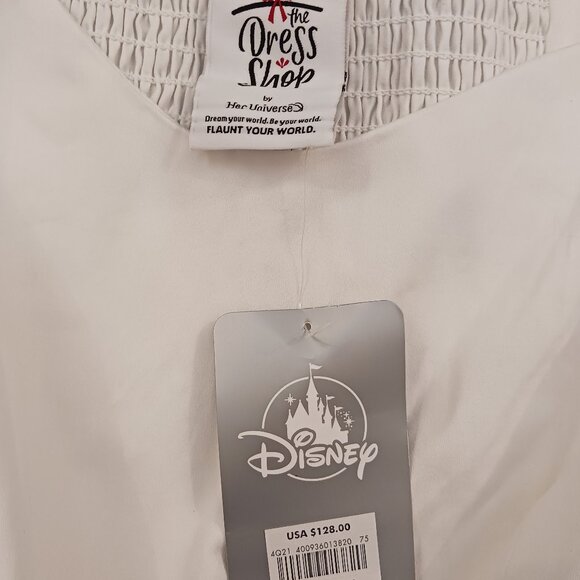 the
Dress
Shop
by
Her Universe
Dream your world. Be your world.
FLAUNT YOUR WORLD.
DISNEY
USA $128.00
4Q21 400936013820 75